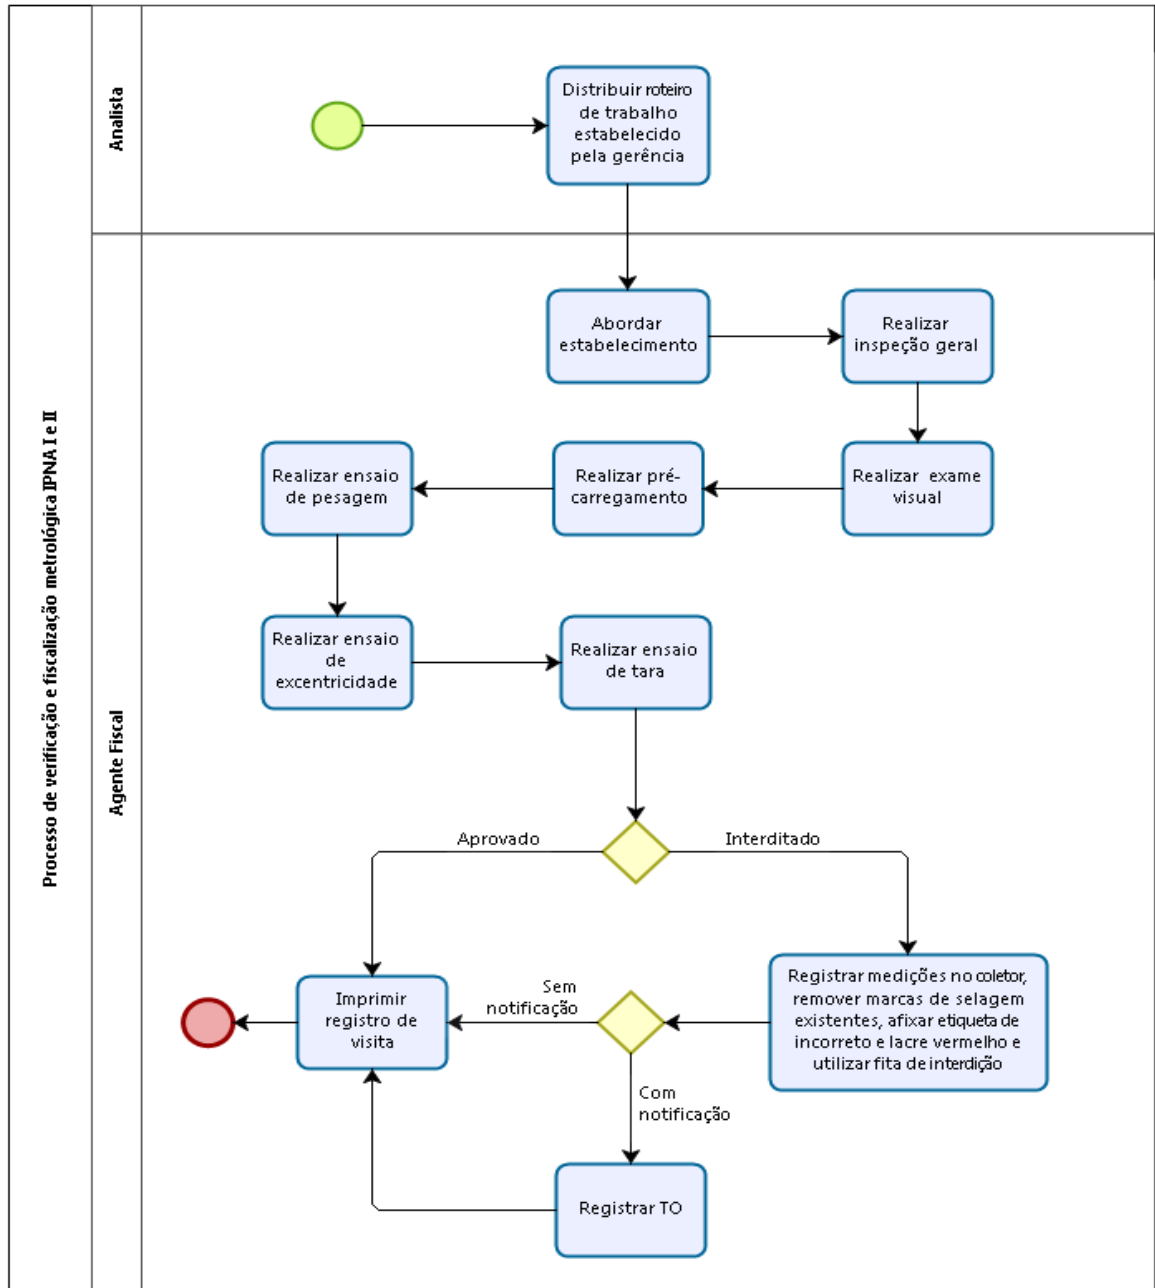 Processo de verificação e fiscalização metrológica IPNA I e II
Analista
Distribuir roteiro
de trabalho
estabelecido
pela gerência
Agente Fiscal
Abordar
estabelecimento
Realizar
inspeção geral
Realizar ensaio
de pesagem
Realizar pré-
carregamento
Realizar exame
visual
Realizar ensaio
de
excentricidade
Realizar ensaio
de tara
Aprovado
Interditado
Imprimir
registro de
visita
Sem
notificação
Registrar medições no coletor,
remover marcas de selagem
existentes, afixar etiqueta de
incorreto e lacre vermelho e
utilizar fita de interdição
Com
notificação
Registrar TO